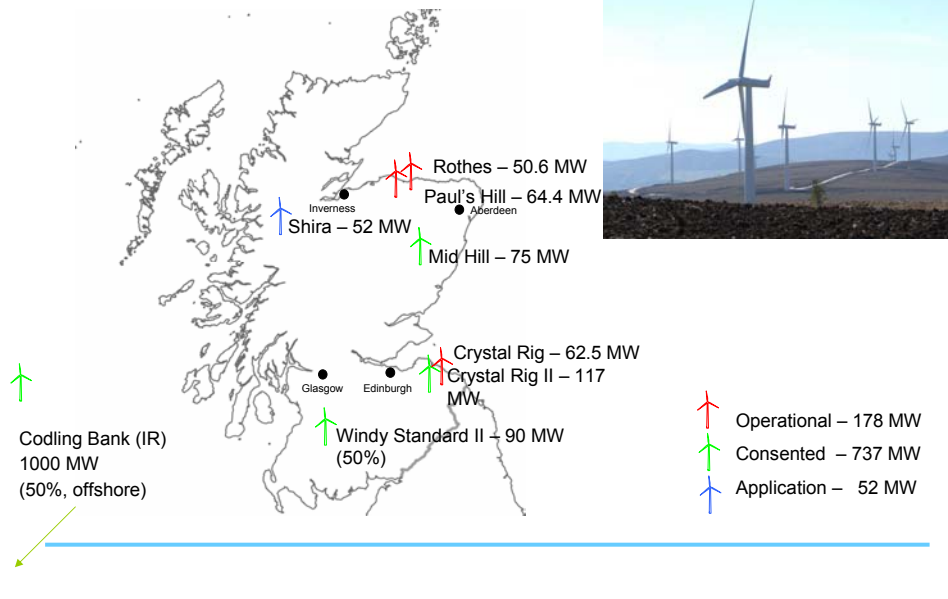 Rothes – 50.6 MW
Paul's Hill – 64.4 MW
Inverness
Aberdeen
Shira – 52 MW
Mid Hill – 75 MW
Crystal Rig – 62.5 MW
Crystal Rig II – 117
MW
Glasgow
Edinburgh
Windy Standard II – 90 MW
(50%)
Codling Bank (IR)
1000 MW
(50%, offshore)
Operational – 178 MW
Consented – 737 MW
Application – 52 MW